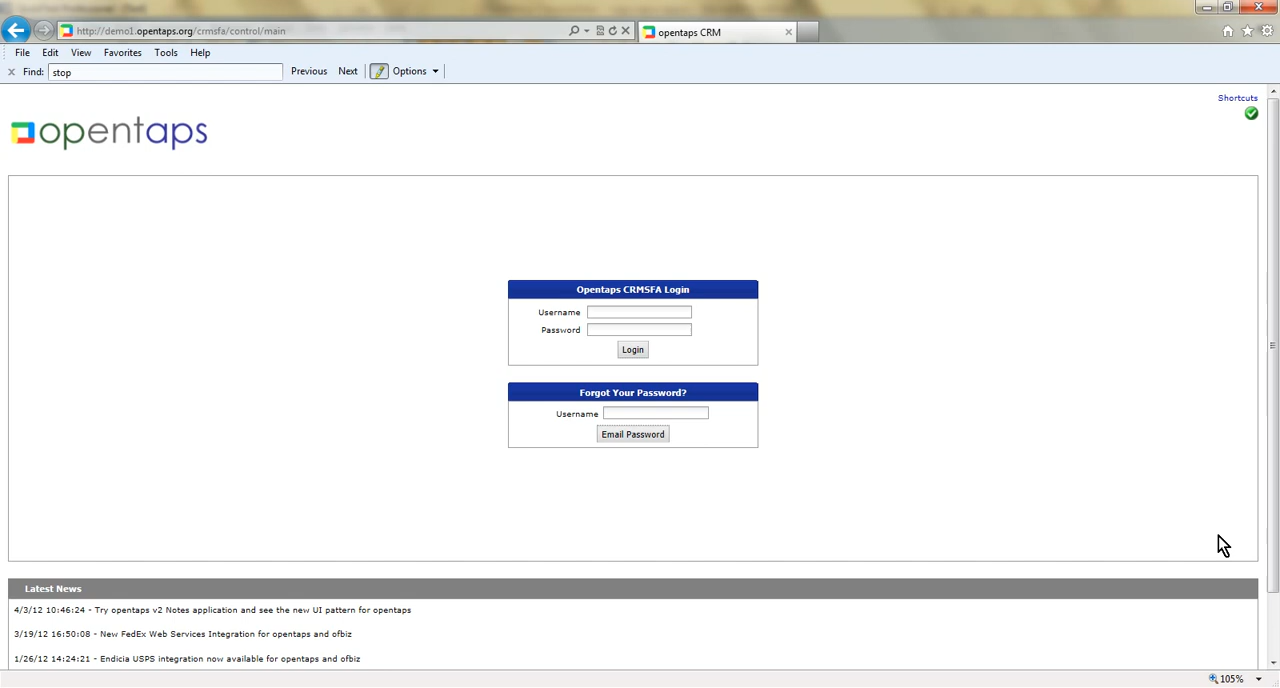 http://demo1.opentaps.org/crmsfa/control/main
opentaps CRM
File Edit View Favorites Tools Help
Find: stop Previous Next Options
Shortcuts
opentaps
Opentaps CRMSFA Login
Username
Password
Login
Forgot Your Password?
Username
Email Password
Latest News
4/3/12 10:46:24 - Try opentaps v2 Notes application and see the new UI pattern for opentaps
3/19/12 16:50:08 - New FedEx Web Services Integration for opentaps and ofbiz
1/26/12 14:24:21 - Endicia USPS integration now available for opentaps and ofbiz
105%